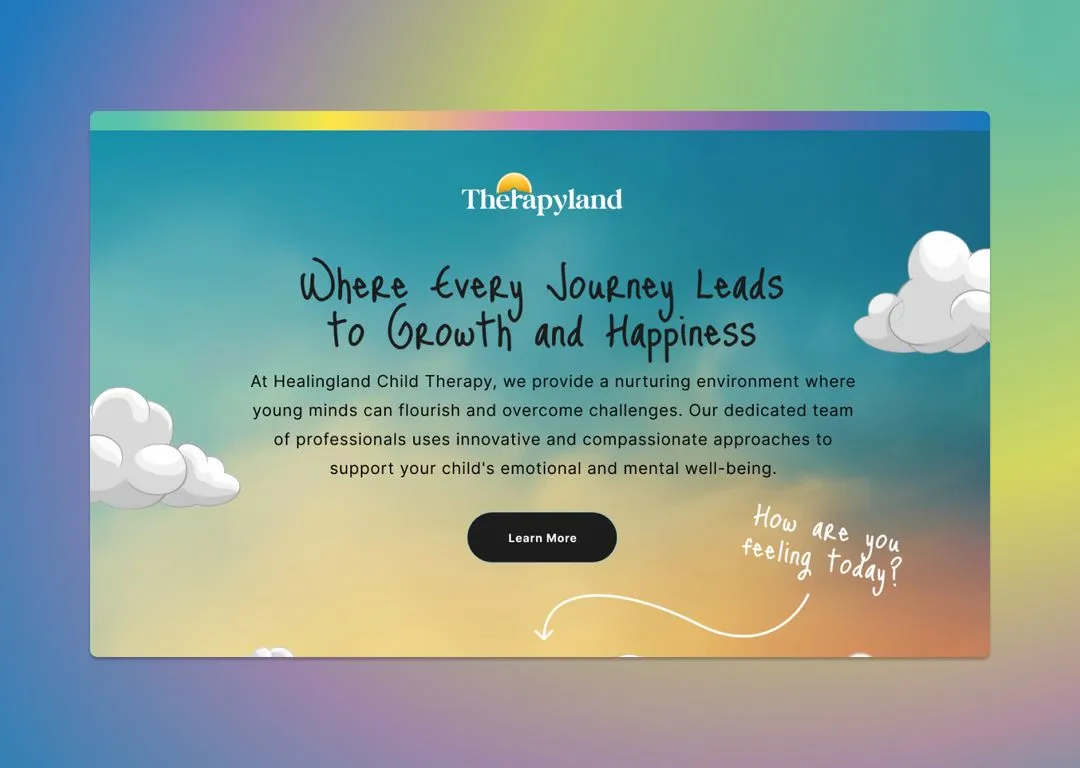 Therapyland
Where Every Journey Leads
to Growth and Happiness
At Healingland Child Therapy, we provide a nurturing environment where
young minds can flourish and overcome challenges. Our dedicated team
of professionals uses innovative and compassionate approaches to
support your child's emotional and mental well-being.
Learn More
How are you
feeling today?